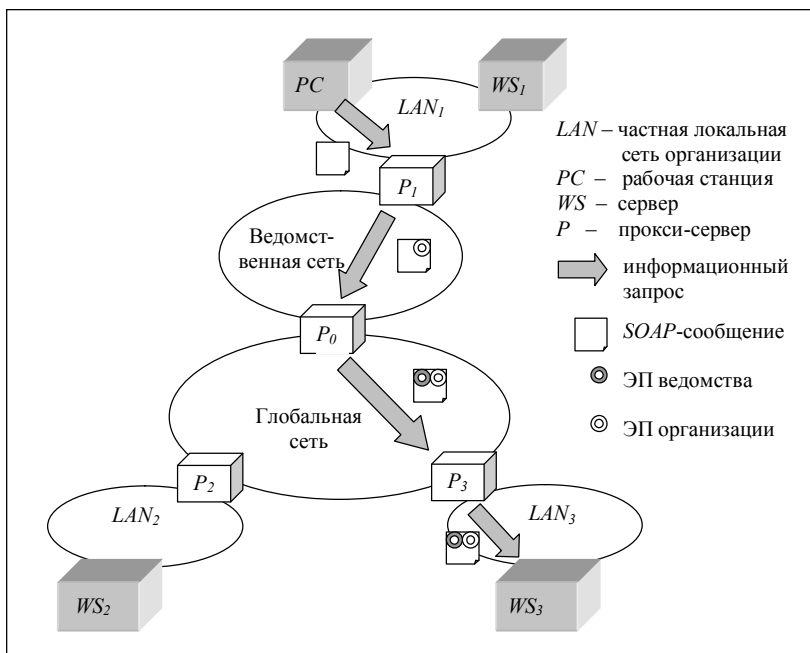 PC
WS1
LAN1
P1
Ведомст-
венная сеть
P0
Глобальная
сеть
P2
P3
LAN2
LAN3
WS2
WS3
LAN – частная локальная
сеть организации
PC – рабочая станция
WS – сервер
P – прокси-сервер
информационный
запрос
SOAP-сообщение
ЭП ведомства
ЭП организации